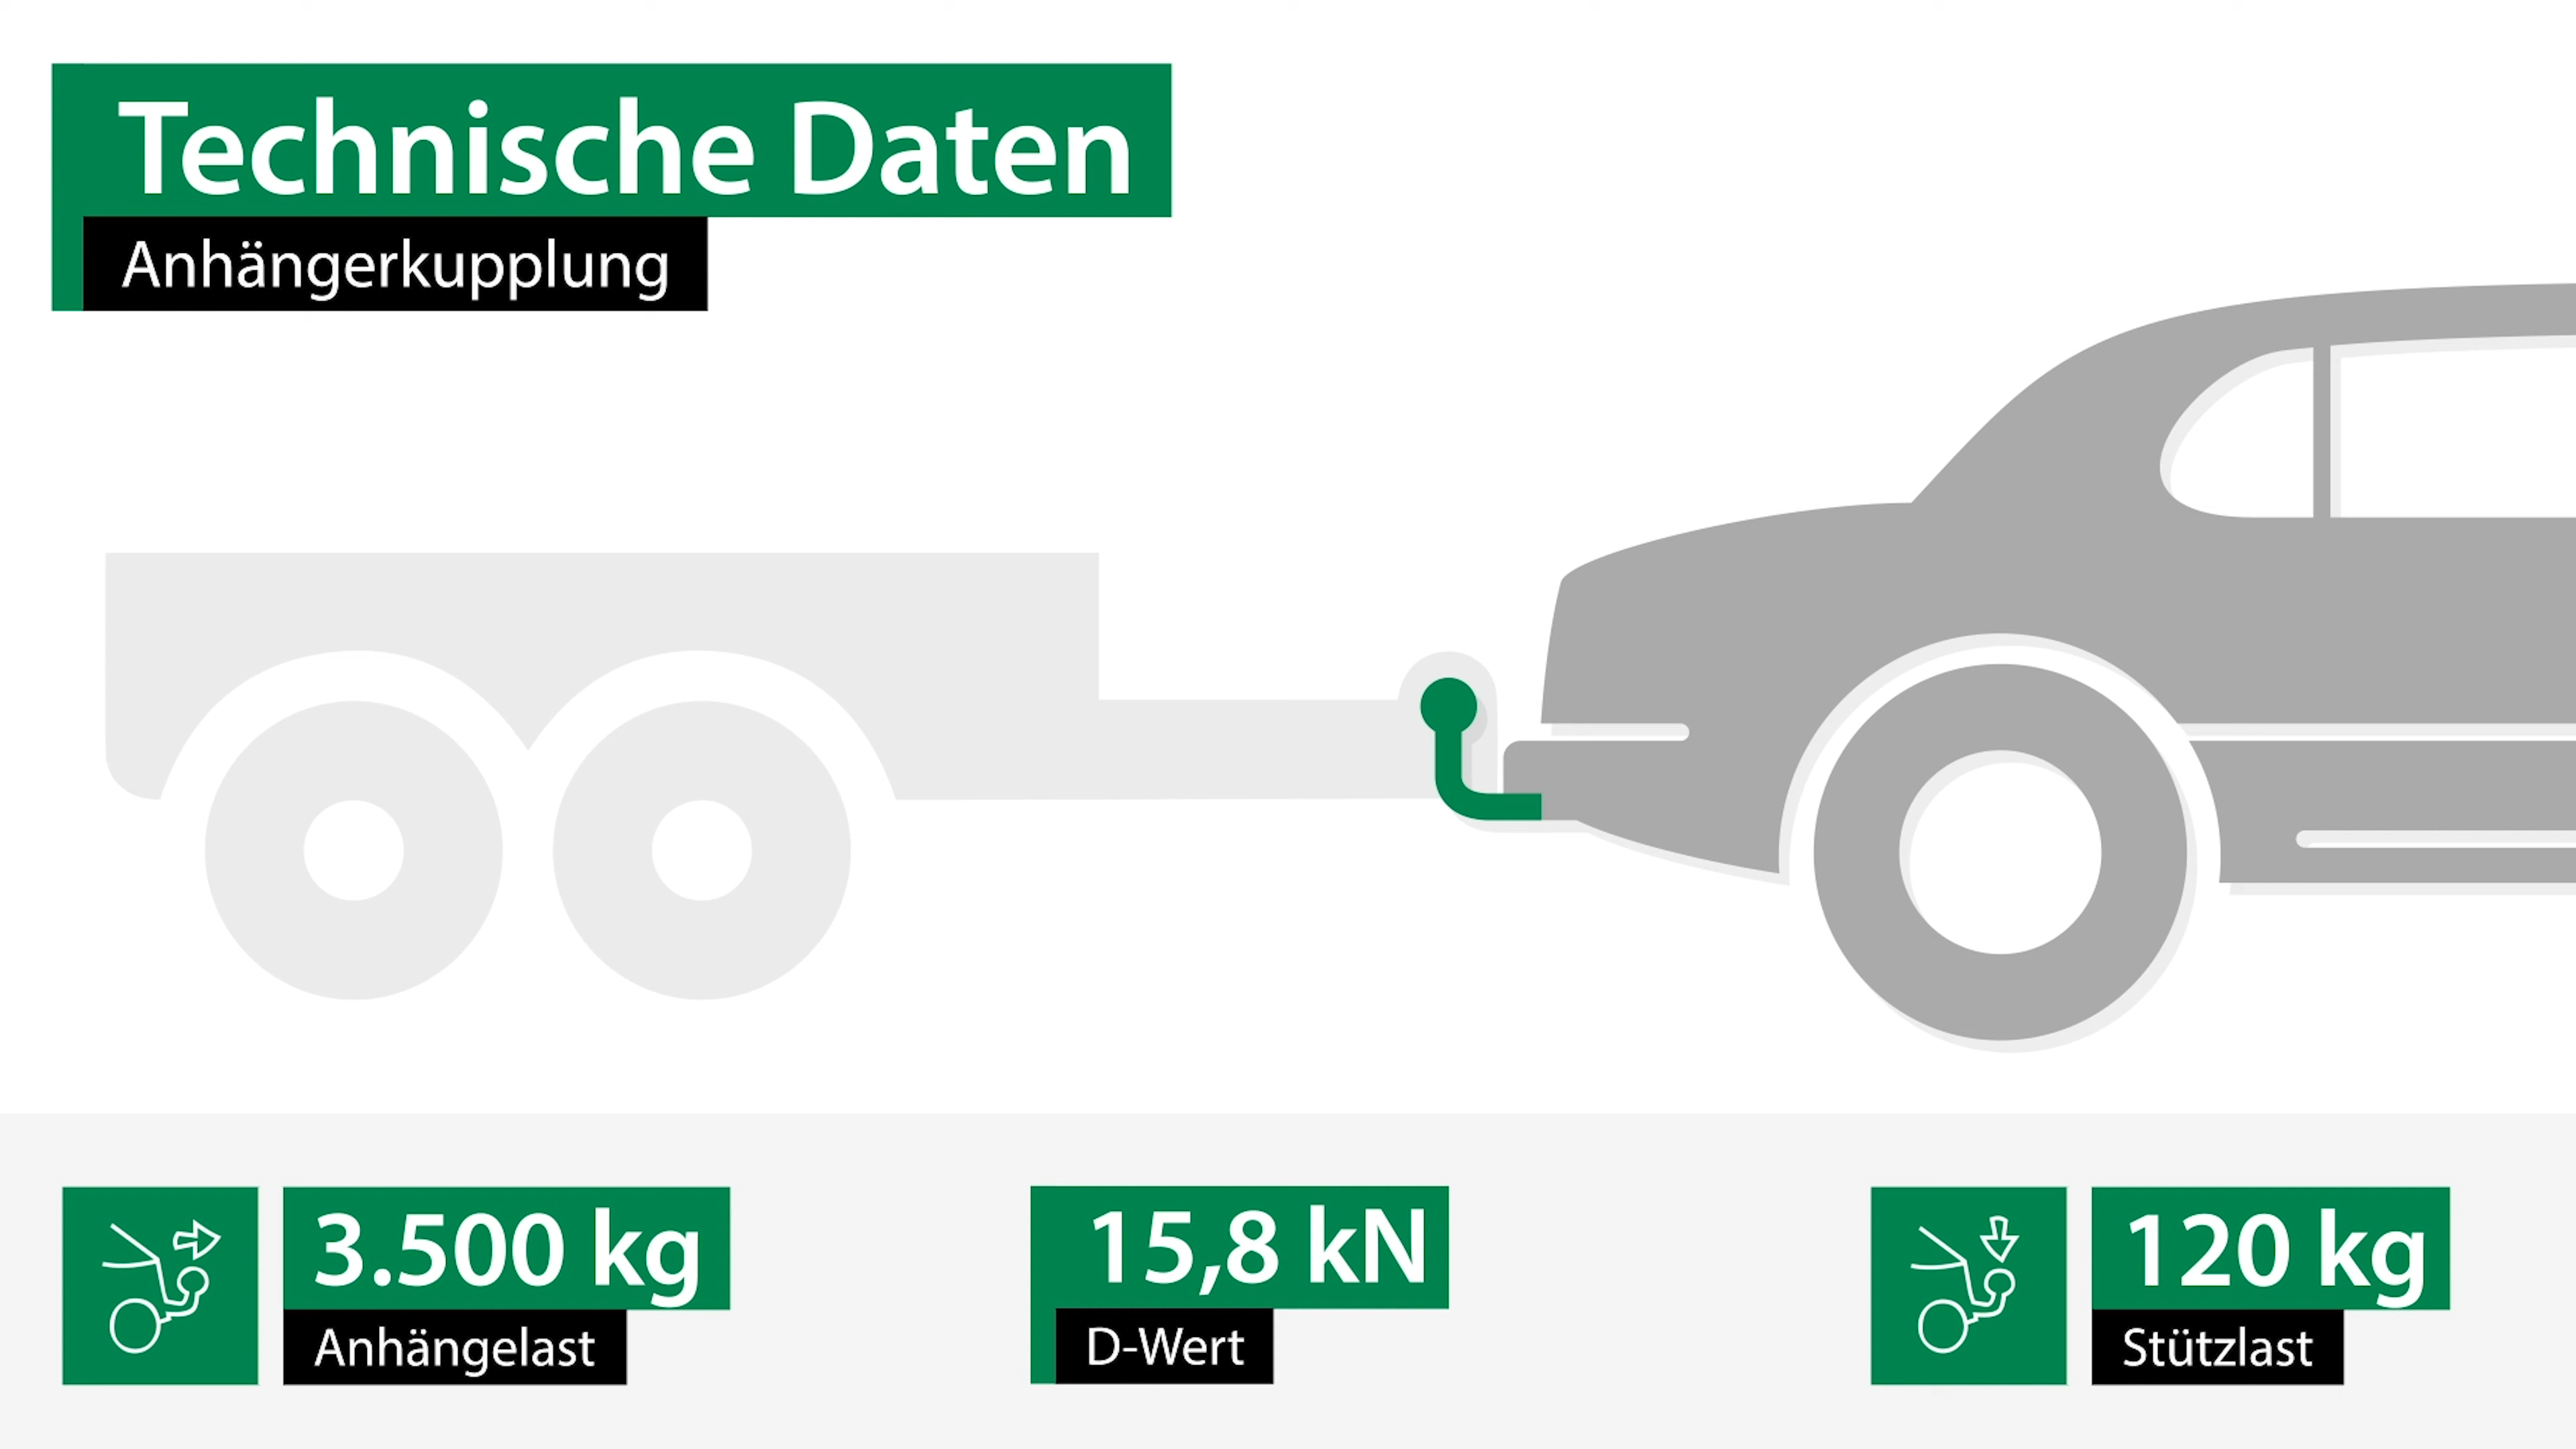 Technische Daten
Anhängerkupplung
3.500 kg
Anhängelast
15,8 kN
D-Wert
120 kg
Stützlast